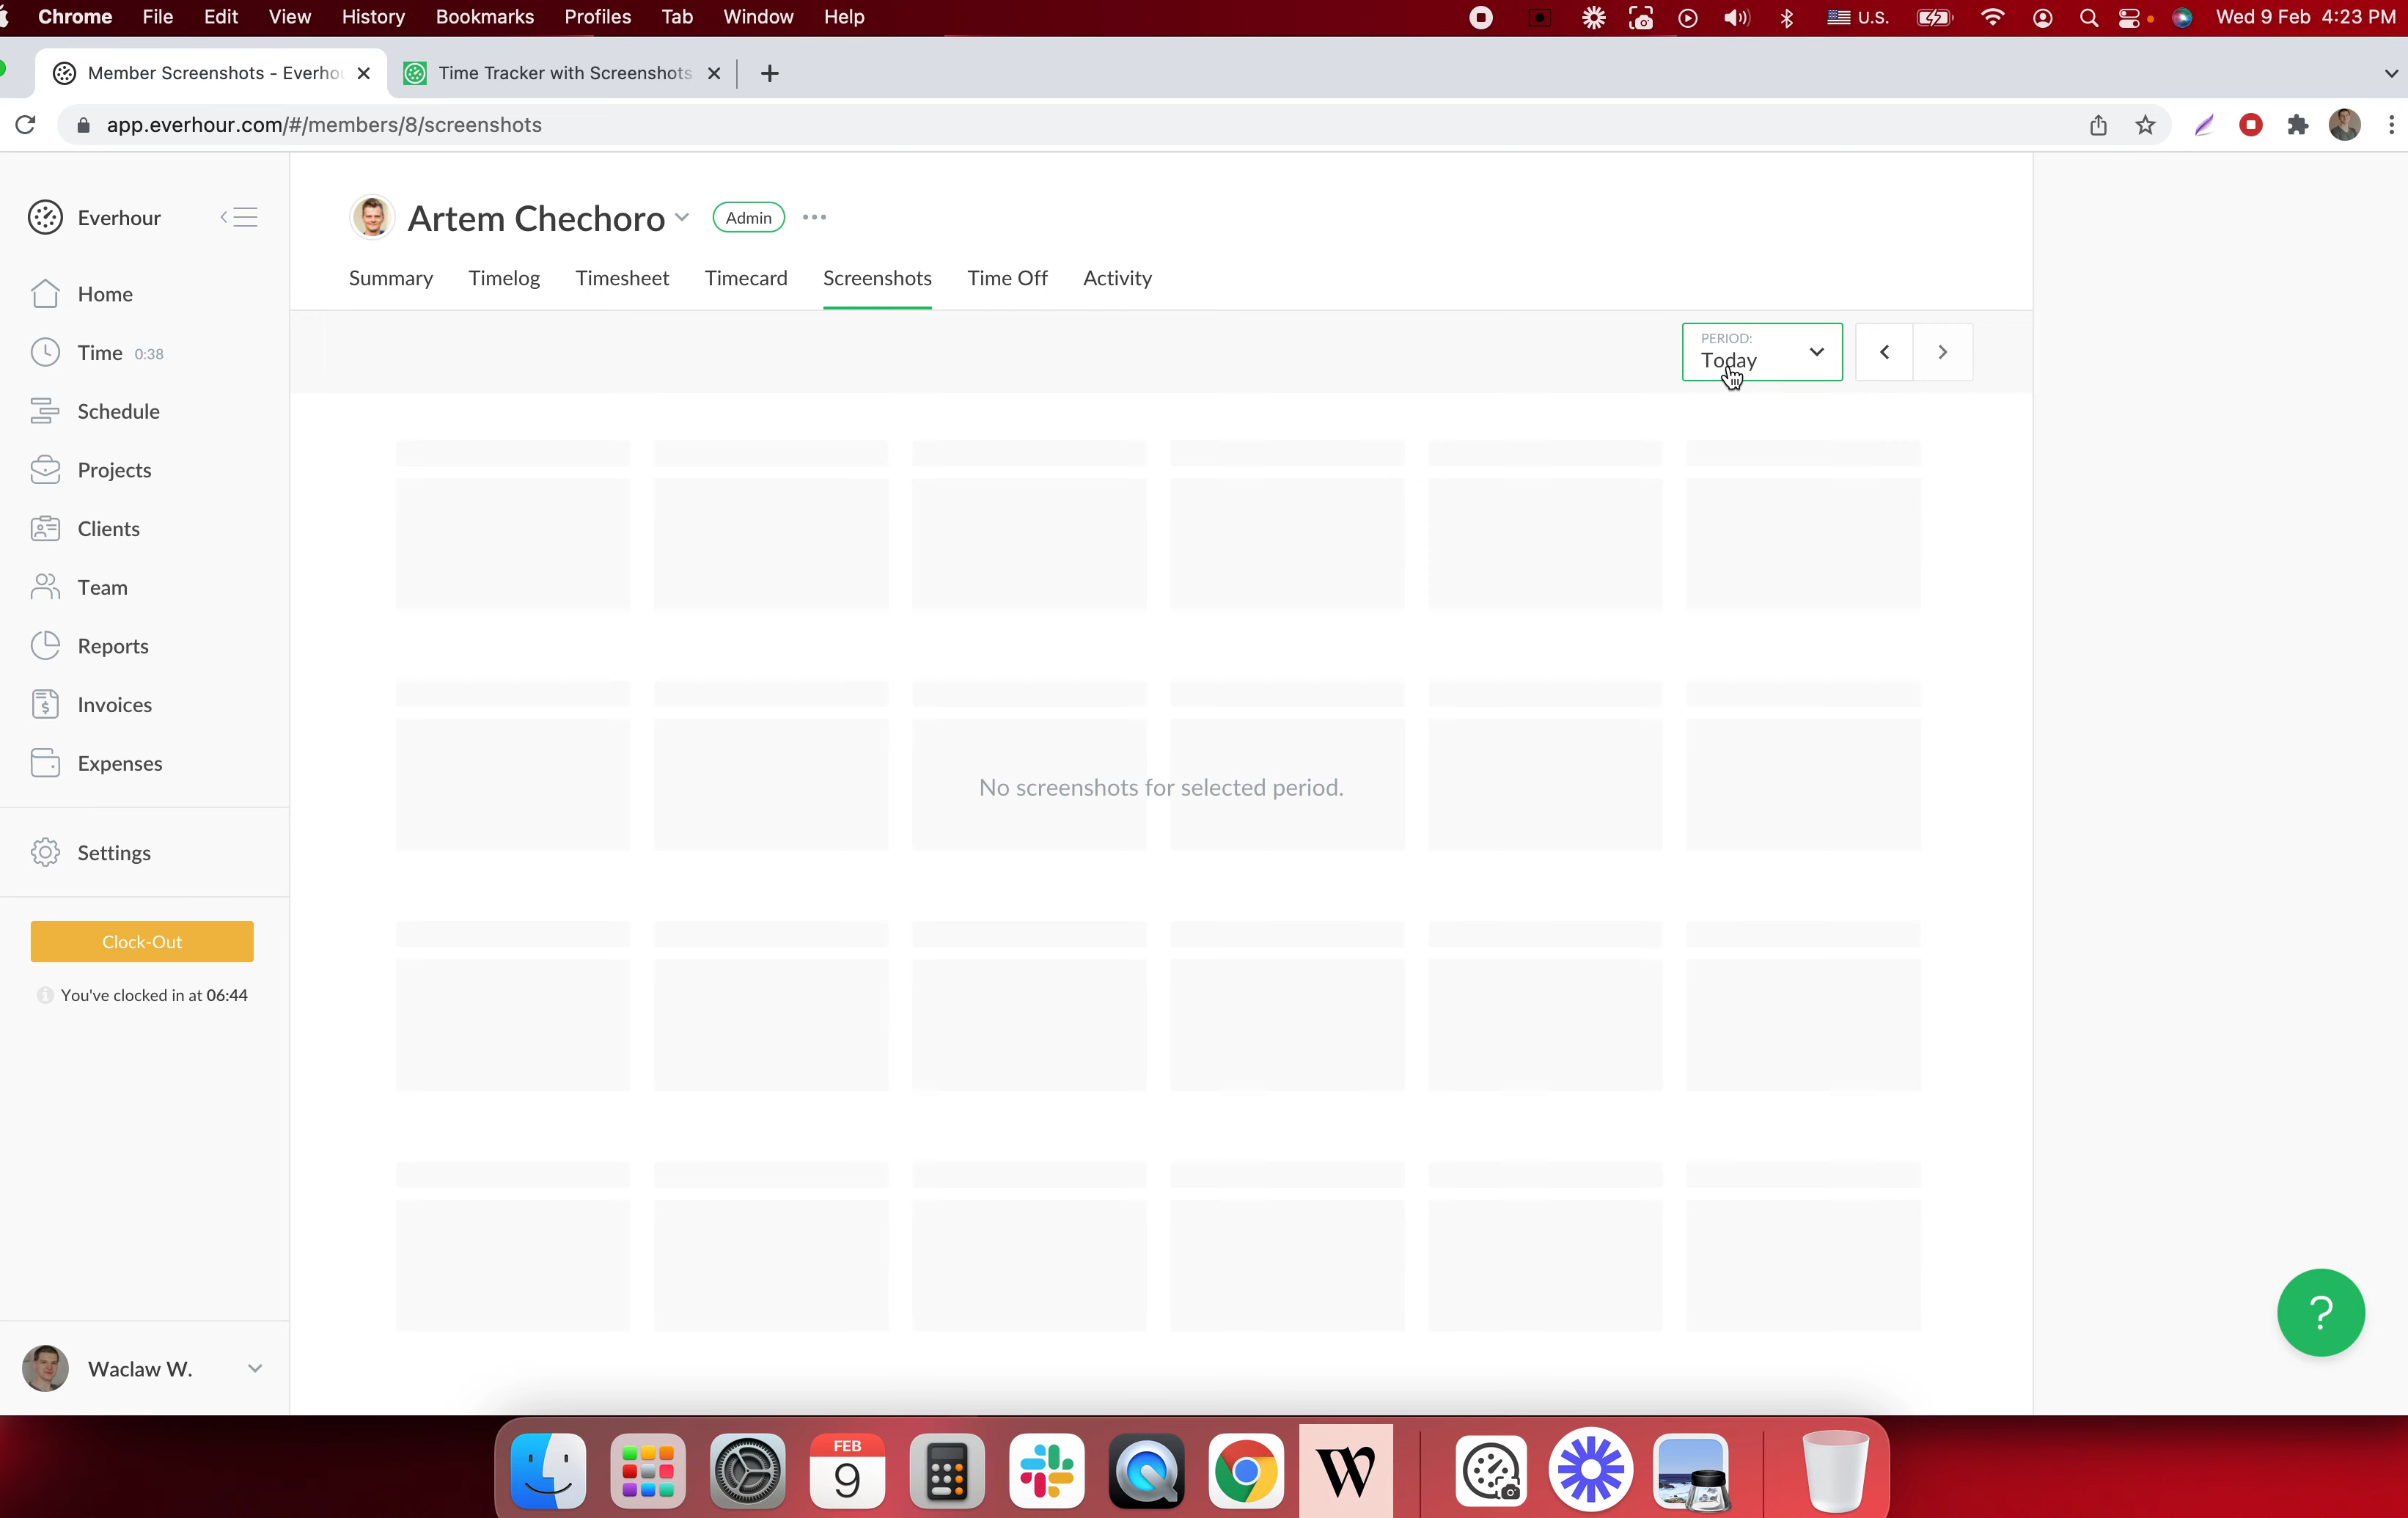 Chrome File Edit View History Bookmarks Profiles Tab Window Help U.S. Wed 9 Feb 4:23 PM
Member Screenshots - Everho Time Tracker with Screenshots
app.everhour.com/#/members/8/screenshots
Everhour
Artem Chechoro Admin
Summary Timelog Timesheet Timecard Screenshots Time Off Activity
Home
Time 0:38
Schedule
Projects
Clients
Team
Reports
Invoices
Expenses
Settings
Clock-Out
You've clocked in at 06:44
Waclaw W.
PERIOD:
Today
No screenshots for selected period.
?
FEB
9
W